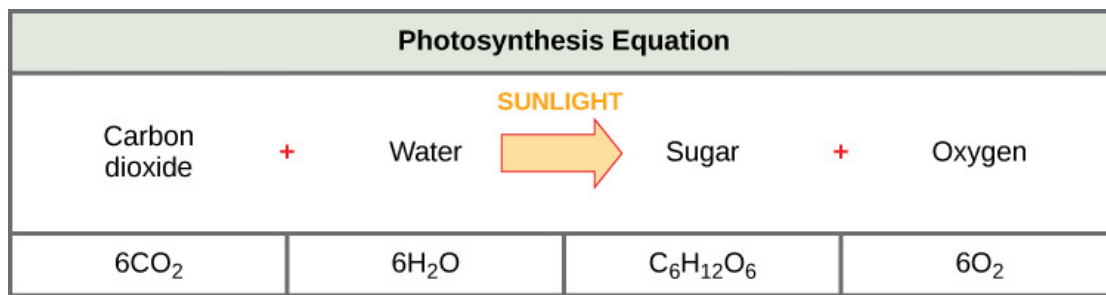 Photosynthesis Equation
SUNLIGHT
Carbon
dioxide + Water Sugar + Oxygen
6CO₂ 6H₂O C₆H₁₂O₆ 6O₂